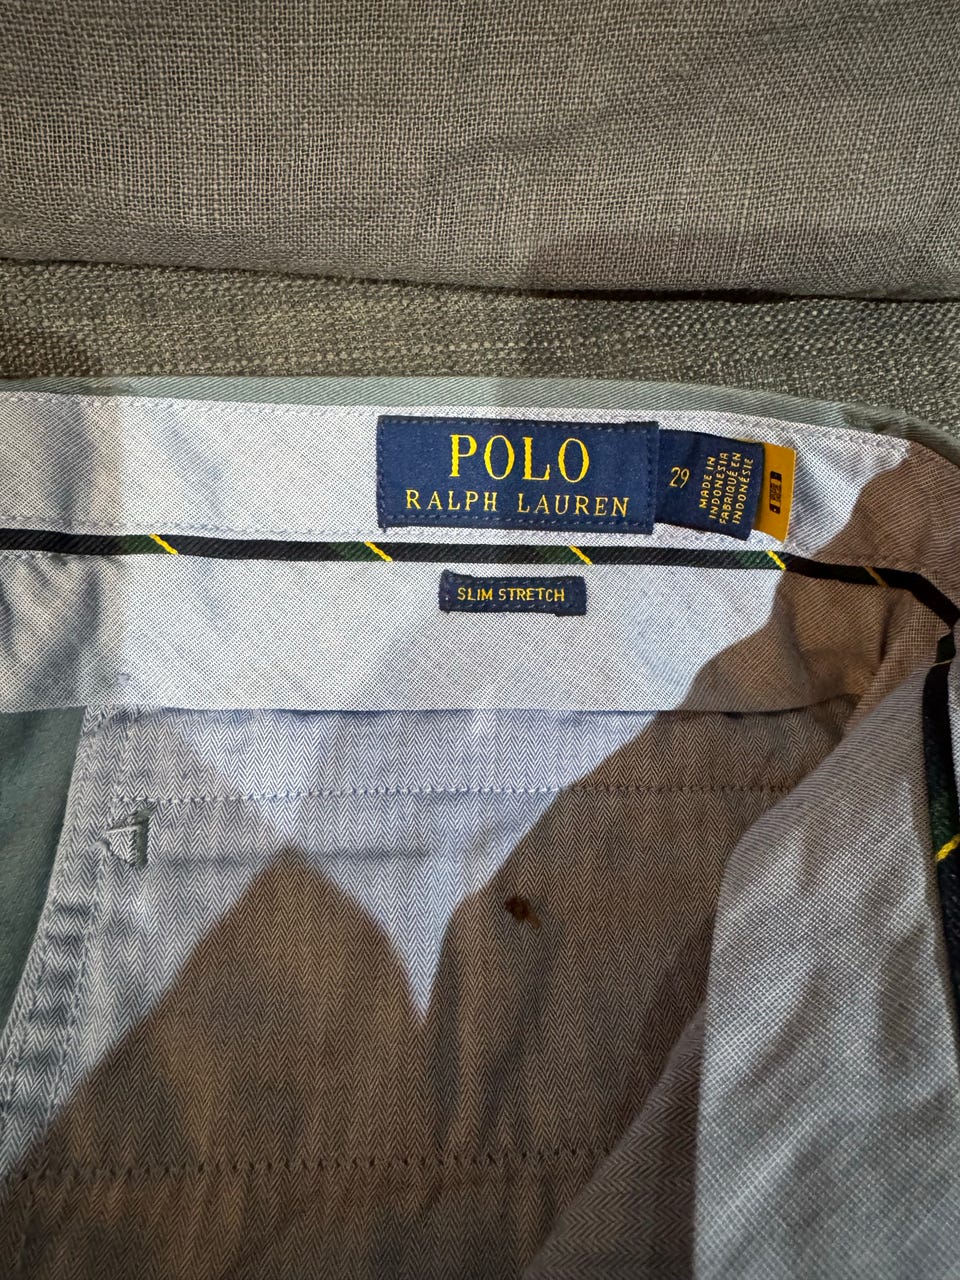 POLO
RALPH LAUREN
29
MADE IN
INDONESIA
FABRIQUÉ EN
INDONÉSIE
SLIM STRETCH